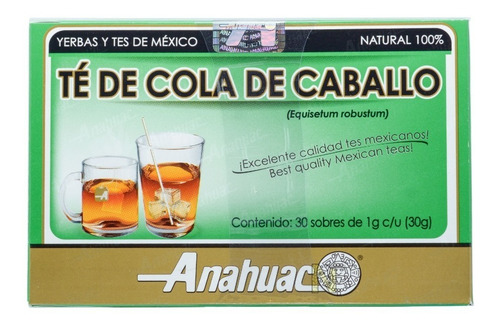 YERBAS Y TES DE MÉXICO
NATURAL 100%
TÉ DE COLA DE CABALLO
(Equisetum robustum)
¡Excelente calidad tes mexicanos!
Best quality Mexican teas!
Contenido: 30 sobres de 1g c/u (30g)
Anahuac